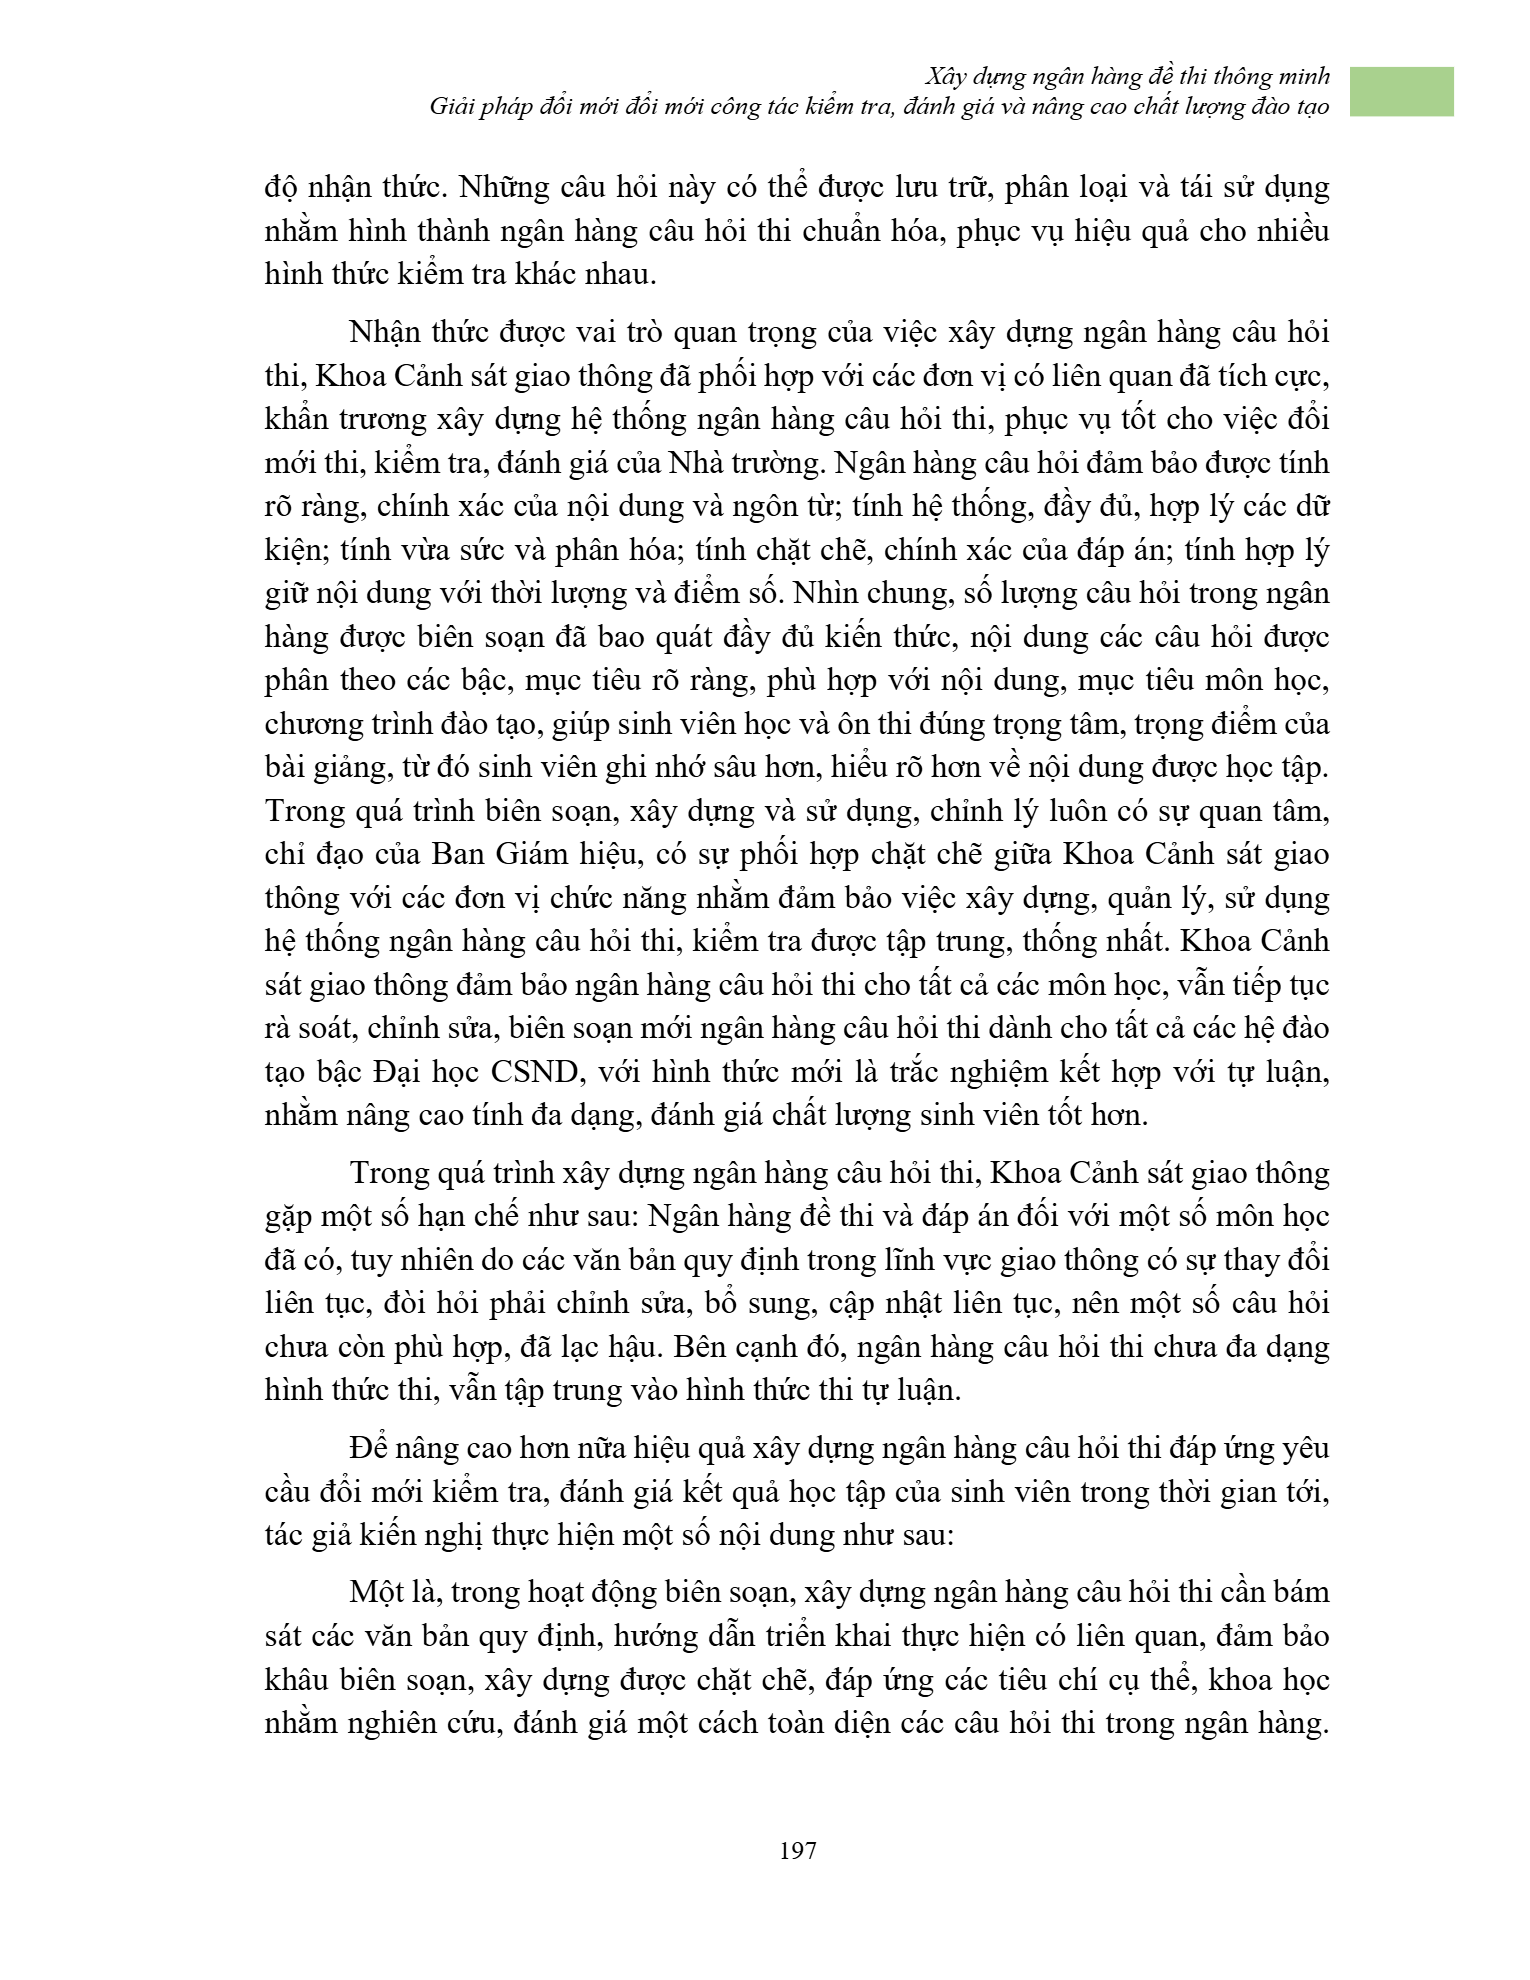 Xây dựng ngân hàng đề thi thông minh
Giải pháp đổi mới đổi mới công tác kiểm tra, đánh giá và nâng cao chất lượng đào tạo
độ nhận thức. Những câu hỏi này có thể được lưu trữ, phân loại và tái sử dụng
nhằm hình thành ngân hàng câu hỏi thi chuẩn hóa, phục vụ hiệu quả cho nhiều
hình thức kiểm tra khác nhau.
Nhận thức được vai trò quan trọng của việc xây dựng ngân hàng câu hỏi
thi, Khoa Cảnh sát giao thông đã phối hợp với các đơn vị có liên quan đã tích cực,
khẩn trương xây dựng hệ thống ngân hàng câu hỏi thi, phục vụ tốt cho việc đổi
mới thi, kiểm tra, đánh giá của Nhà trường. Ngân hàng câu hỏi đảm bảo được tính
rõ ràng, chính xác của nội dung và ngôn từ; tính hệ thống, đầy đủ, hợp lý các dữ
kiện; tính vừa sức và phân hóa; tính chặt chẽ, chính xác của đáp án; tính hợp lý
giữ nội dung với thời lượng và điểm số. Nhìn chung, số lượng câu hỏi trong ngân
hàng được biên soạn đã bao quát đầy đủ kiến thức, nội dung các câu hỏi được
phân theo các bậc, mục tiêu rõ ràng, phù hợp với nội dung, mục tiêu môn học,
chương trình đào tạo, giúp sinh viên học và ôn thi đúng trọng tâm, trọng điểm của
bài giảng, từ đó sinh viên ghi nhớ sâu hơn, hiểu rõ hơn về nội dung được học tập.
Trong quá trình biên soạn, xây dựng và sử dụng, chỉnh lý luôn có sự quan tâm,
chỉ đạo của Ban Giám hiệu, có sự phối hợp chặt chẽ giữa Khoa Cảnh sát giao
thông với các đơn vị chức năng nhằm đảm bảo việc xây dựng, quản lý, sử dụng
hệ thống ngân hàng câu hỏi thi, kiểm tra được tập trung, thống nhất. Khoa Cảnh
sát giao thông đảm bảo ngân hàng câu hỏi thi cho tất cả các môn học, vẫn tiếp tục
rà soát, chỉnh sửa, biên soạn mới ngân hàng câu hỏi thi dành cho tất cả các hệ đào
tạo bậc Đại học CSND, với hình thức mới là trắc nghiệm kết hợp với tự luận,
nhằm nâng cao tính đa dạng, đánh giá chất lượng sinh viên tốt hơn.
Trong quá trình xây dựng ngân hàng câu hỏi thi, Khoa Cảnh sát giao thông
gặp một số hạn chế như sau: Ngân hàng đề thi và đáp án đối với một số môn học
đã có, tuy nhiên do các văn bản quy định trong lĩnh vực giao thông có sự thay đổi
liên tục, đòi hỏi phải chỉnh sửa, bổ sung, cập nhật liên tục, nên một số câu hỏi
chưa còn phù hợp, đã lạc hậu. Bên cạnh đó, ngân hàng câu hỏi thi chưa đa dạng
hình thức thi, vẫn tập trung vào hình thức thi tự luận.
Để nâng cao hơn nữa hiệu quả xây dựng ngân hàng câu hỏi thi đáp ứng yêu
cầu đổi mới kiểm tra, đánh giá kết quả học tập của sinh viên trong thời gian tới,
tác giả kiến nghị thực hiện một số nội dung như sau:
Một là, trong hoạt động biên soạn, xây dựng ngân hàng câu hỏi thi cần bám
sát các văn bản quy định, hướng dẫn triển khai thực hiện có liên quan, đảm bảo
khâu biên soạn, xây dựng được chặt chẽ, đáp ứng các tiêu chí cụ thể, khoa học
nhằm nghiên cứu, đánh giá một cách toàn diện các câu hỏi thi trong ngân hàng.
197